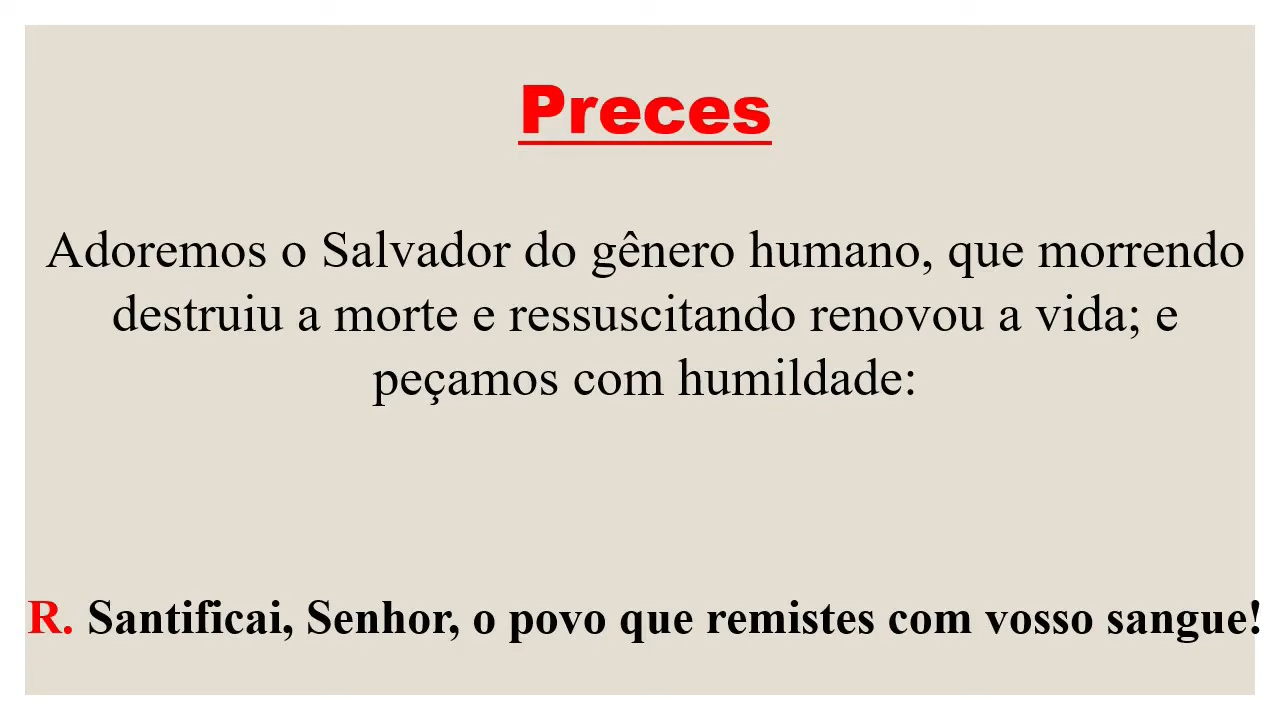 Preces
Adoremos o Salvador do gênero humano, que morrendo
destruiu a morte e ressuscitando renovou a vida; e
peçamos com humildade:
R. Santificai, Senhor, o povo que remistes com vosso sangue!